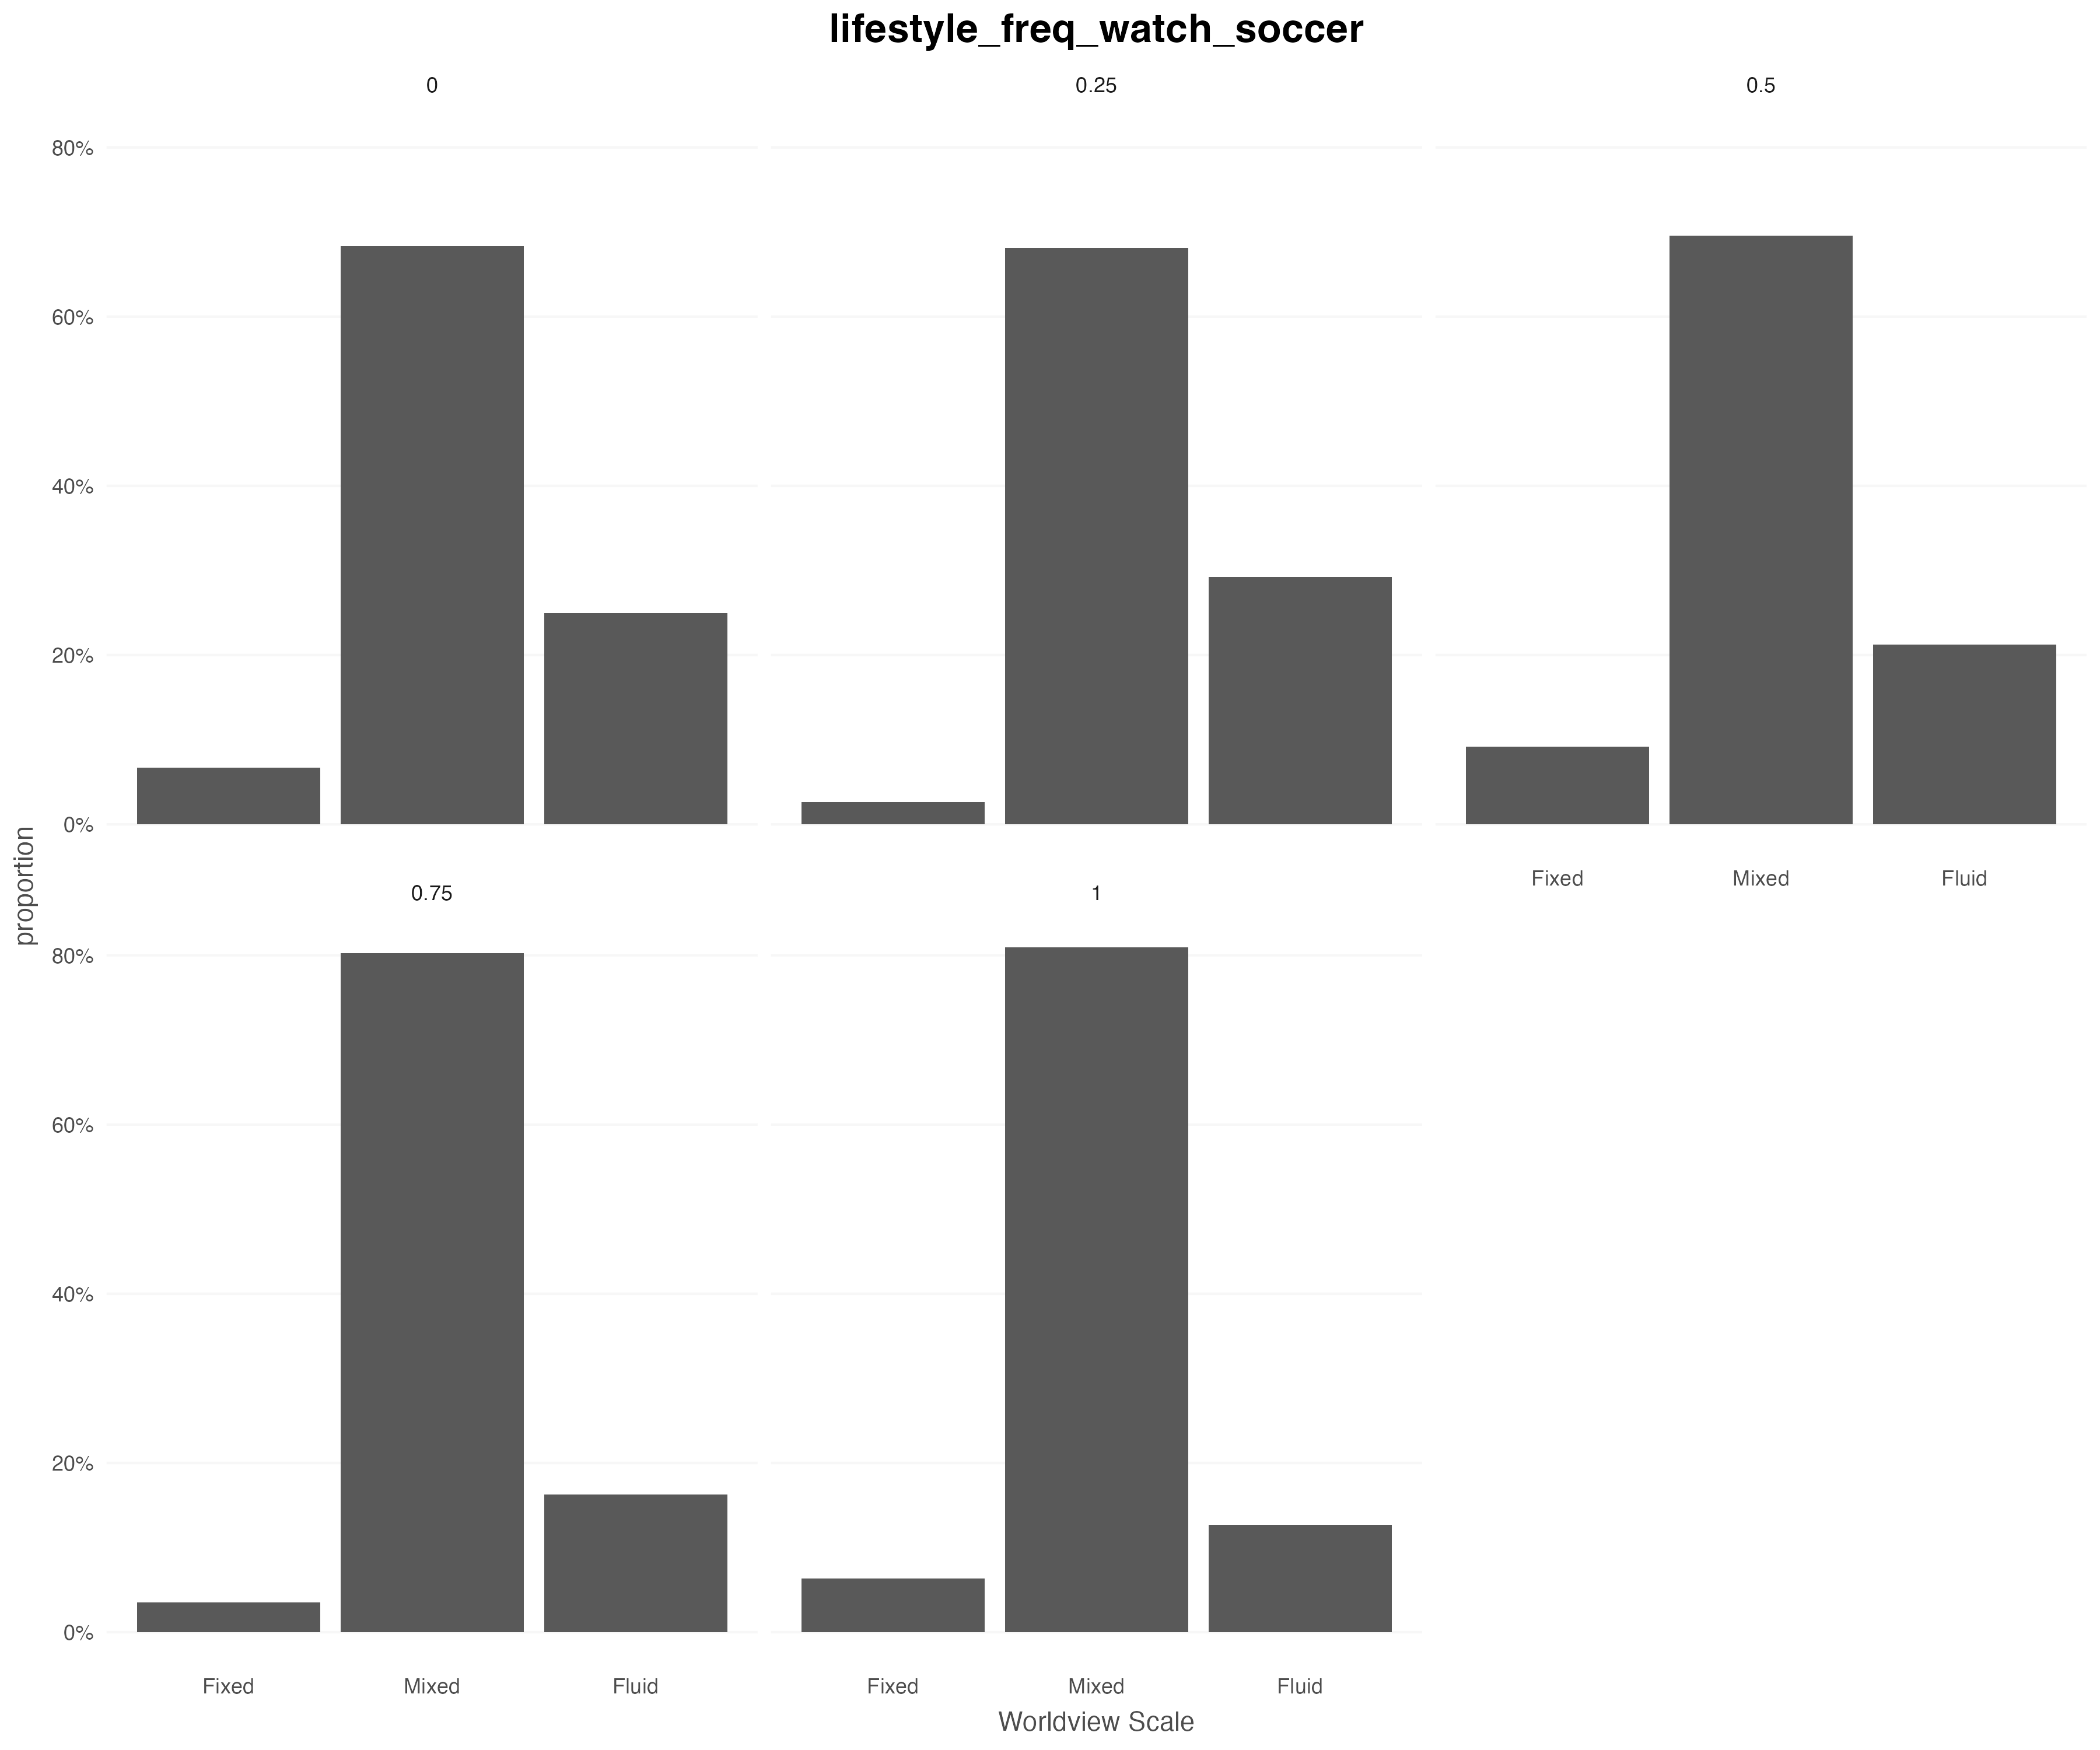 lifestyle_freq_watch_soccer
0
0.25
0.5
80%
60%
40%
20%
0%
Fixed
Mixed
Fluid
proportion
0.75
1
80%
60%
40%
20%
0%
Fixed
Mixed
Fluid
Fixed
Mixed
Fluid
Worldview Scale